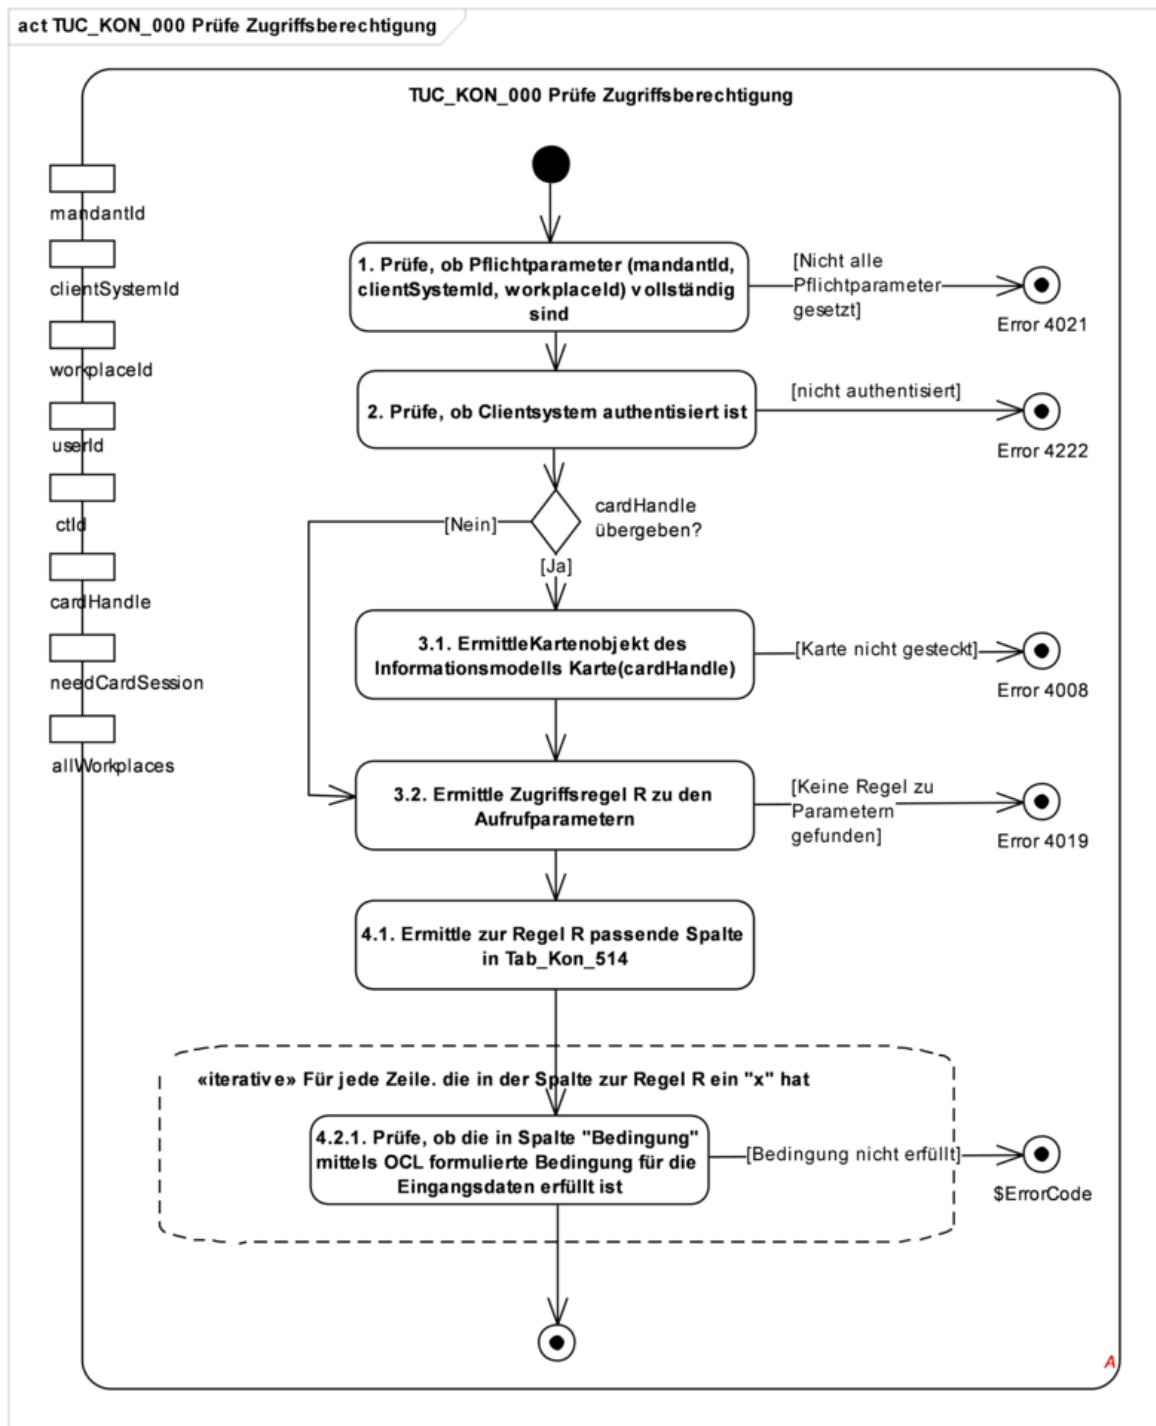 act TUC_KON_000 Prüfe Zugriffsberechtigung
TUC_KON_000 Prüfe Zugriffsberechtigung
mandantId
clientSystemId
workplaceId
userId
ctId
cardHandle
needCardSession
allWorkplaces
1. Prüfe, ob Pflichtparameter (mandantId,
clientSystemId, workplaceId) vollständig
sind
[Nicht alle
Pflichtparameter
gesetzt]
Error 4021
2. Prüfe, ob Clientsystem authentisiert ist
[nicht authentisiert]
Error 4222
cardHandle
übergeben?
[Nein]
[Ja]
3.1. ErmittleKartenobjekt des
Informationsmodells Karte(cardHandle)
[Karte nicht gesteckt]
Error 4008
3.2. Ermittle Zugriffsregel R zu den
Aufrufparametern
[Keine Regel zu
Parametern
gefunden]
Error 4019
4.1. Ermittle zur Regel R passende Spalte
in Tab_Kon_514
«iterative» Für jede Zeile. die in der Spalte zur Regel R ein "x" hat
4.2.1. Prüfe, ob die in Spalte "Bedingung"
mittels OCL formulierte Bedingung für die
Eingangsdaten erfüllt ist
[Bedingung nicht erfüllt]
$ErrorCode
A